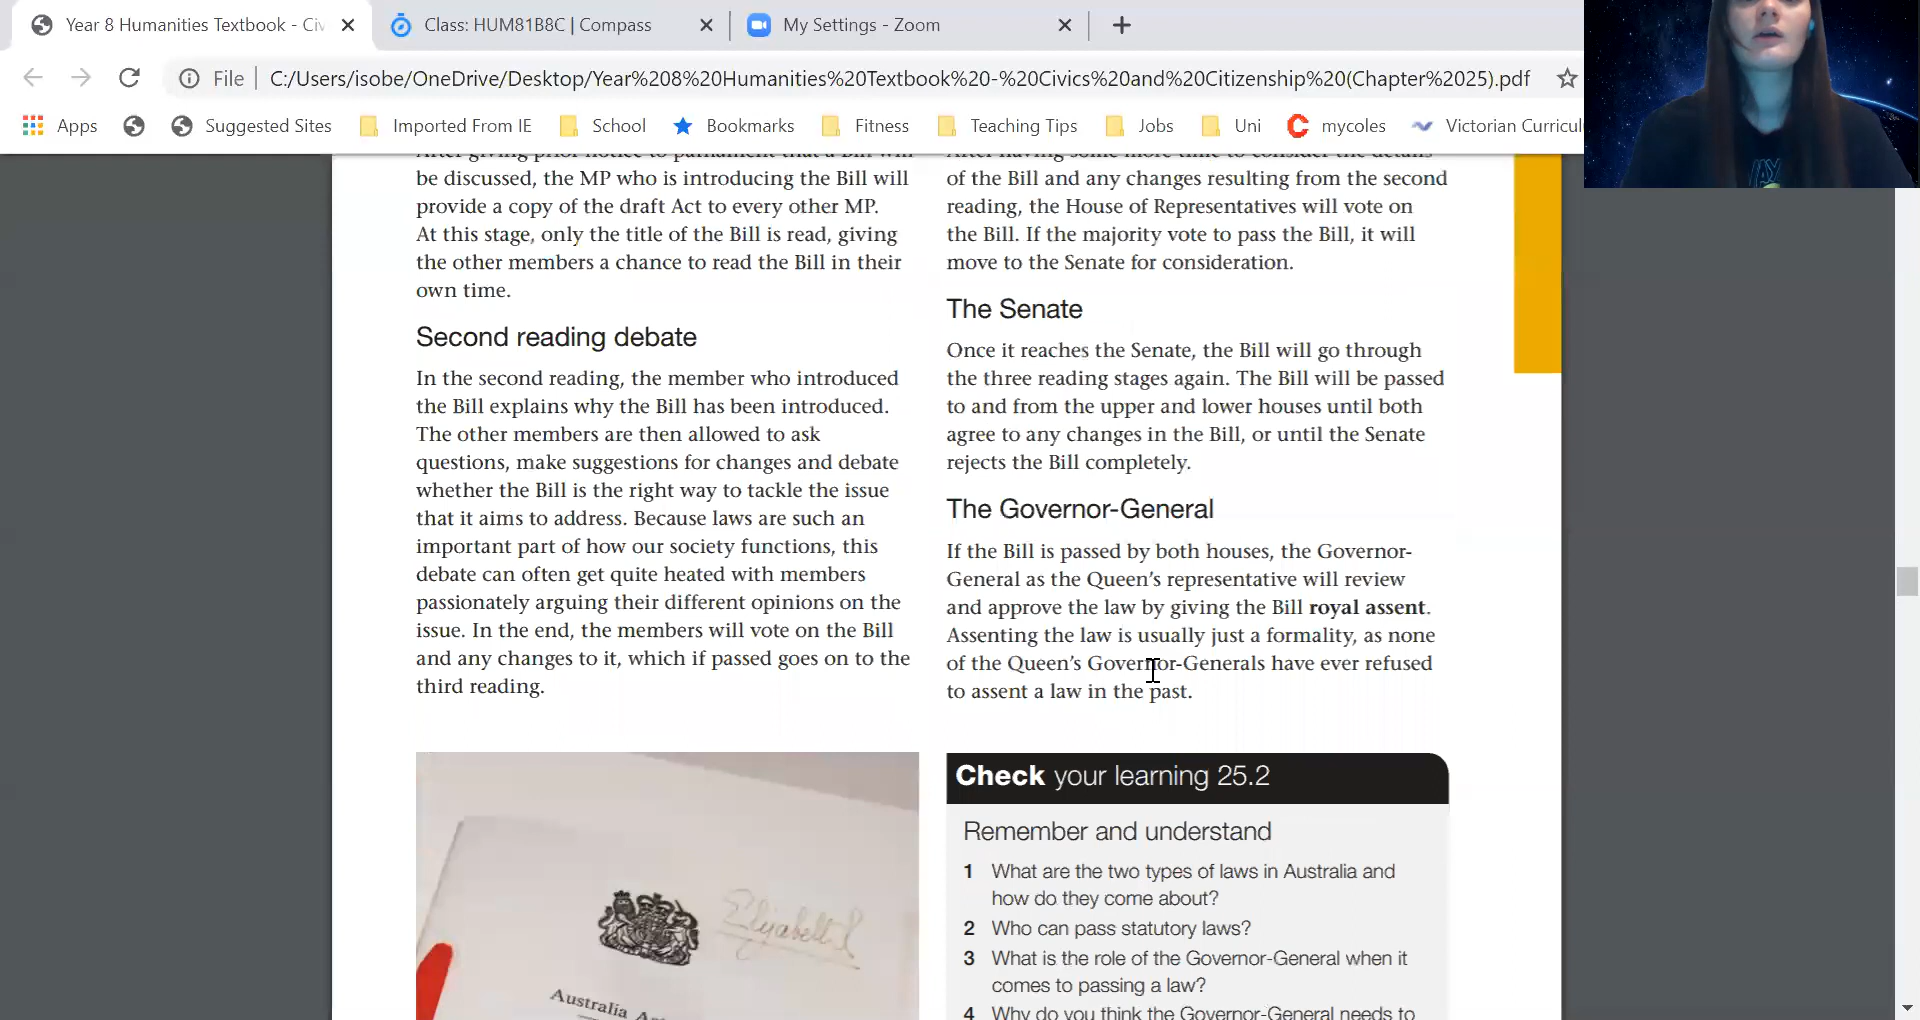 Year 8 Humanities Textbook - Civ
Class: HUM81B8C | Compass
My Settings - Zoom
File
C:/Users/isobe/OneDrive/Desktop/Year%208%20Humanities%20Textbook%20-%20Civics%20and%20Citizenship%20(Chapter%2025).pdf
Apps
Suggested Sites
Imported From IE
School
Bookmarks
Fitness
Teaching Tips
Jobs
Uni
mycoles
Victorian Curricul
After giving prior notice to parliament that a Bill will
be discussed, the MP who is introducing the Bill will
provide a copy of the draft Act to every other MP.
At this stage, only the title of the Bill is read, giving
the other members a chance to read the Bill in their
own time.
Second reading debate
In the second reading, the member who introduced
the Bill explains why the Bill has been introduced.
The other members are then allowed to ask
questions, make suggestions for changes and debate
whether the Bill is the right way to tackle the issue
that it aims to address. Because laws are such an
important part of how our society functions, this
debate can often get quite heated with members
passionately arguing their different opinions on the
issue. In the end, the members will vote on the Bill
and any changes to it, which if passed goes on to the
third reading.
Elizabeth R
Australia
After having some more time to consider the details
of the Bill and any changes resulting from the second
reading, the House of Representatives will vote on
the Bill. If the majority vote to pass the Bill, it will
move to the Senate for consideration.
The Senate
Once it reaches the Senate, the Bill will go through
the three reading stages again. The Bill will be passed
to and from the upper and lower houses until both
agree to any changes in the Bill, or until the Senate
rejects the Bill completely.
The Governor-General
If the Bill is passed by both houses, the Governor-
General as the Queen's representative will review
and approve the law by giving the Bill royal assent.
Assenting the law is usually just a formality, as none
of the Queen's Governor-Generals have ever refused
to assent a law in the past.
Check your learning 25.2
Remember and understand
1 What are the two types of laws in Australia and
how do they come about?
2 Who can pass statutory laws?
3 What is the role of the Governor-General when it
comes to passing a law?
4 Why do you think the Governor-General needs to